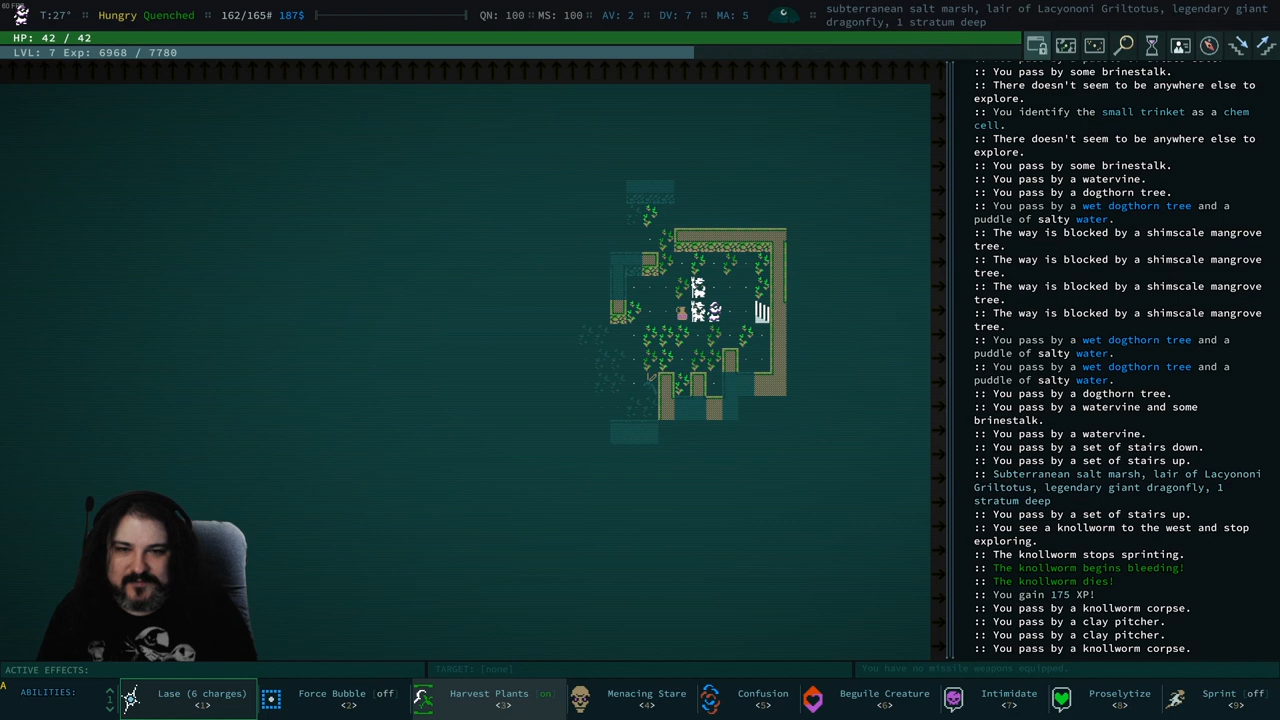 60 FPS
T:27° :: Hungry Quenched :: 162/165# 187$ QN: 100 :: MS: 100 :: AV: 2 :: DV: 7 :: MA: 5 :: ::
subterranean salt marsh, lair of Lacyononi Griltotus, legendary giant
dragonfly, 1 stratum deep
HP: 42 / 42
LVL: 7 Exp: 6968 / 7780
:: You pass by some brinestalk.
:: There doesn't seem to be anywhere else to
explore.
:: You identify the small trinket as a chem
cell.
:: There doesn't seem to be anywhere else to
explore.
:: You pass by some brinestalk.
:: You pass by a watervine.
:: You pass by a dogthorn tree.
:: You pass by a wet dogthorn tree and a
puddle of salty water.
:: The way is blocked by a shimscale mangrove
tree.
:: The way is blocked by a shimscale mangrove
tree.
:: The way is blocked by a shimscale mangrove
tree.
:: The way is blocked by a shimscale mangrove
tree.
:: You pass by a wet dogthorn tree and a
puddle of salty water.
:: You pass by a wet dogthorn tree and a
puddle of salty water.
:: You pass by a dogthorn tree.
:: You pass by a watervine and some
brinestalk.
:: You pass by a watervine.
:: You pass by a set of stairs down.
:: You pass by a set of stairs up.
:: Subterranean salt marsh, lair of Lacyononi
Griltotus, legendary giant dragonfly, 1
stratum deep
:: You pass by a set of stairs up.
:: You see a knollworm to the west and stop
exploring.
:: The knollworm stops sprinting.
:: The knollworm begins bleeding!
:: The knollworm dies!
:: You gain 175 XP!
:: You pass by a knollworm corpse.
:: You pass by a clay pitcher.
:: You pass by a clay pitcher.
:: You pass by a knollworm corpse.
ACTIVE EFFECTS:
TARGET: [none]
You have no missile weapons equipped.
A
ABILITIES:
1
Lase (6 charges)
<1>
Force Bubble [off]
<2>
Harvest Plants [on]
<3>
Menacing Stare
<4>
Confusion
<5>
Beguile Creature
<6>
Intimidate
<7>
Proselytize
<8>
Sprint [off]
<9>